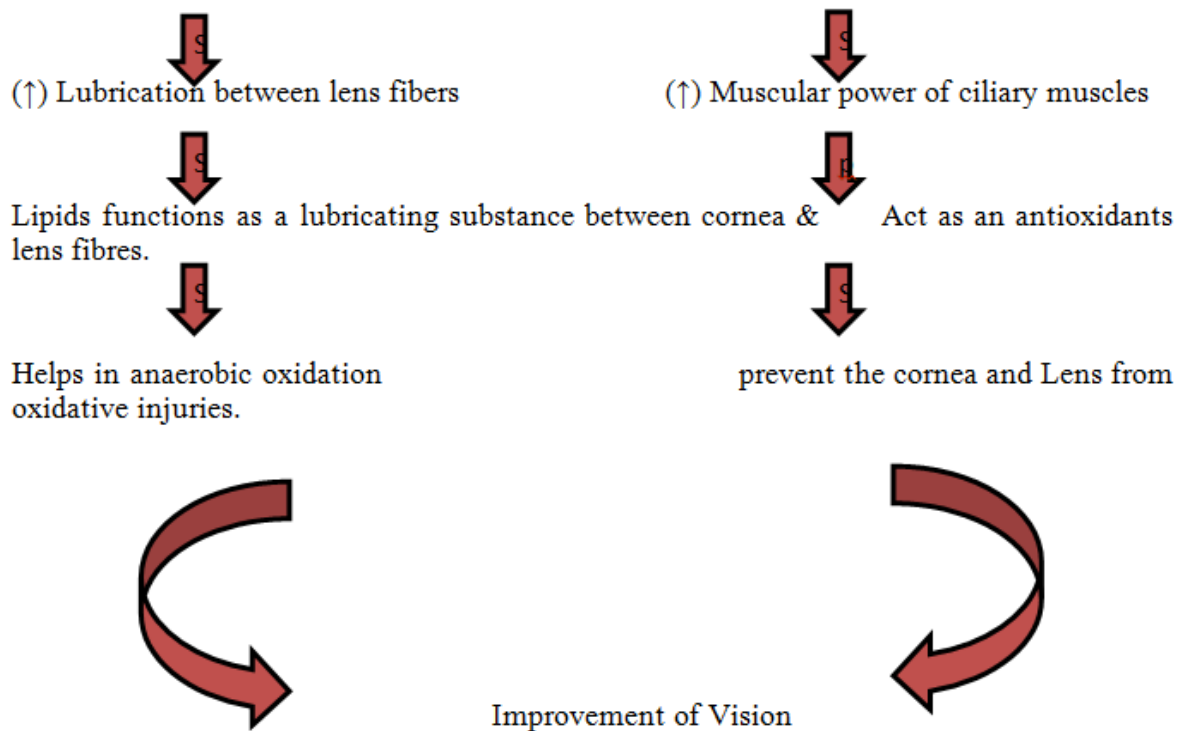 S S
(↑) Lubrication between lens fibers (↑) Muscular power of ciliary muscles
S p
Lipids functions as a lubricating substance between cornea & Act as an antioxidants
lens fibres.
S S
Helps in anaerobic oxidation prevent the cornea and Lens from
oxidative injuries.
Improvement of Vision